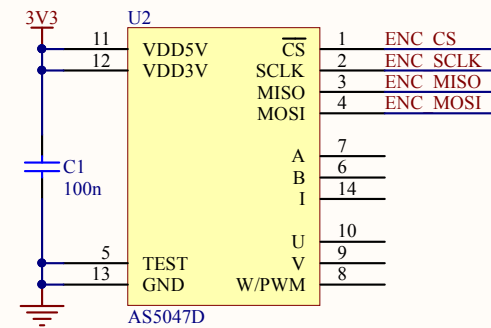 3V3
U2
11 VDD5V CS 1 ENC_CS
12 VDD3V SCLK 2 ENC_SCLK
MISO 3 ENC_MISO
MOSI 4 ENC_MOSI
A 7
B 6
C1
100n
I 14
U 10
5 TEST V 9
13 GND W/PWM 8
AS5047D